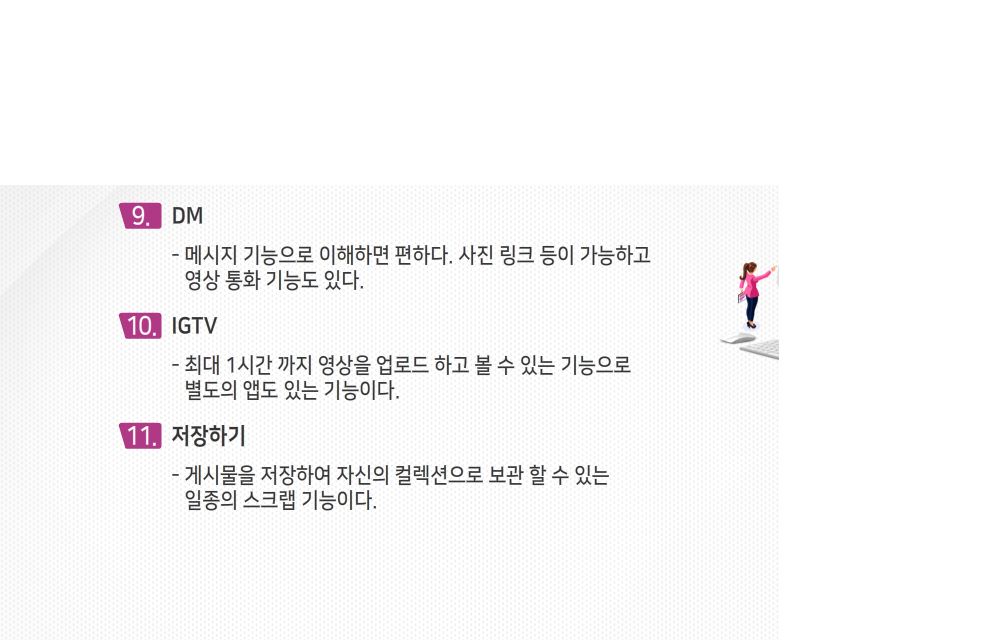 9. DM
- 메시지 기능으로 이해하면 편하다. 사진 링크 등이 가능하고
영상 통화 기능도 있다.
10. IGTV
- 최대 1시간 까지 영상을 업로드 하고 볼 수 있는 기능으로
별도의 앱도 있는 기능이다.
11. 저장하기
- 게시물을 저장하여 자신의 컬렉션으로 보관 할 수 있는
일종의 스크랩 기능이다.